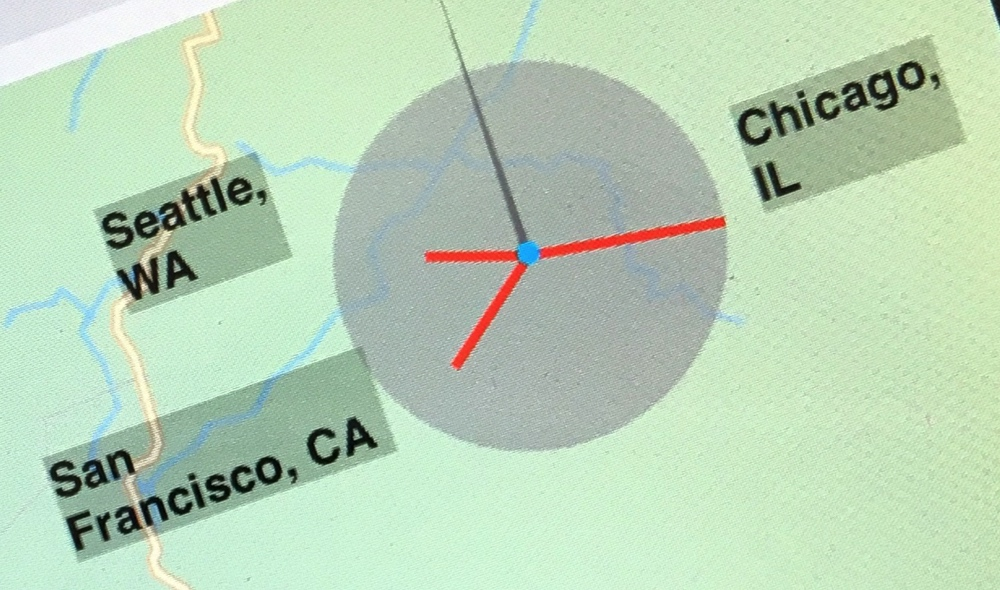 Chicago,
IL
Seattle,
WA
San
Francisco, CA